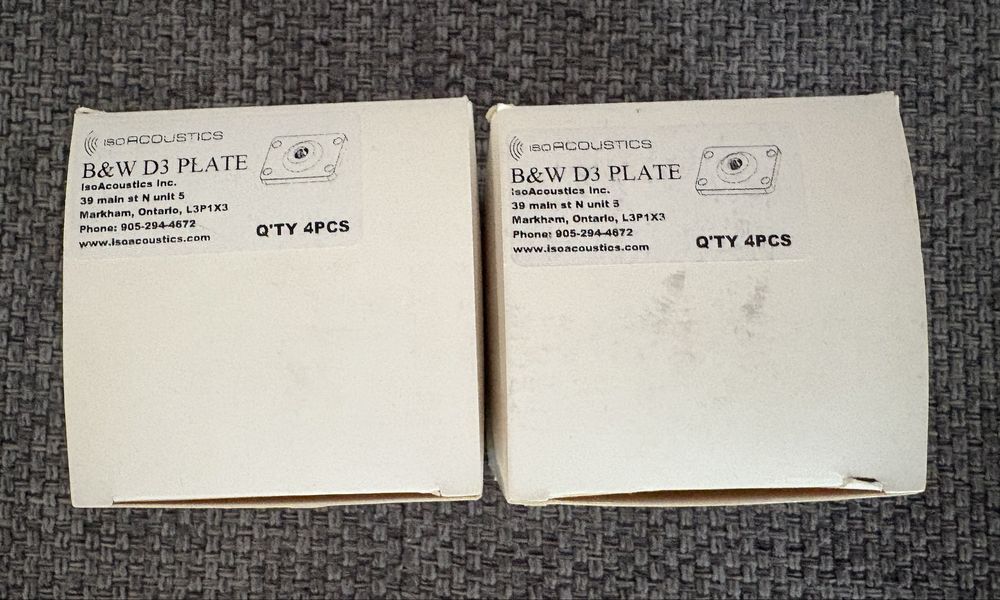 ISOACOUSTICS
B&W D3 PLATE
IsoAcoustics Inc.
39 main st N unit 5
Markham, Ontario, L3P1X3
Phone: 905-294-4672
www.isoacoustics.com
Q'TY 4PCS
ISOACOUSTICS
B&W D3 PLATE
IsoAcoustics Inc.
39 main st N unit 5
Markham, Ontario, L3P1X3
Phone: 905-294-4672
www.isoacoustics.com
Q'TY 4PCS